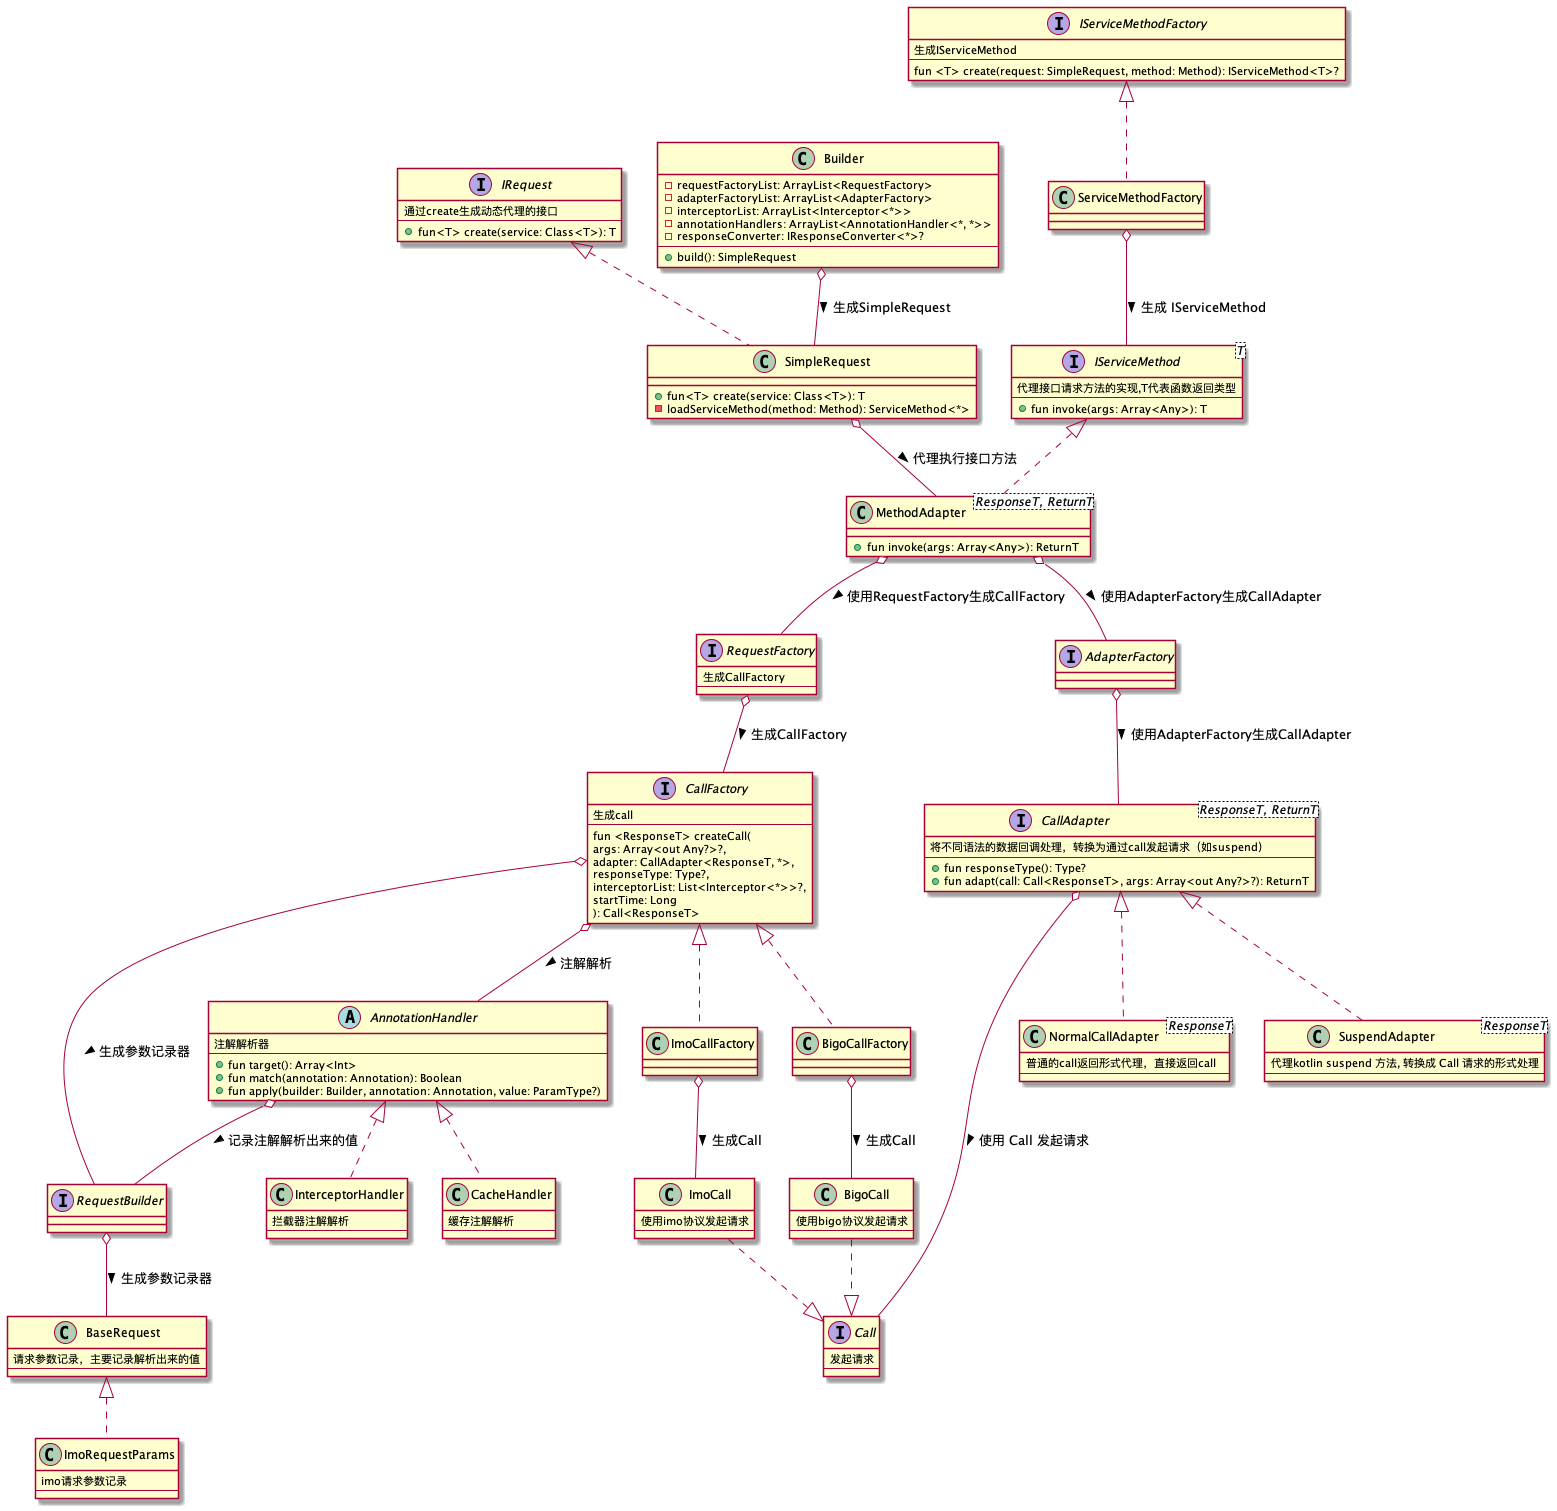 I IServiceMethodFactory
生成IServiceMethod
fun <T> create(request: SimpleRequest, method: Method): IServiceMethod<T>?
C Builder
requestFactoryList: ArrayList<RequestFactory>
adapterFactoryList: ArrayList<AdapterFactory>
interceptorList: ArrayList<Interceptor<*>>
annotationHandlers: ArrayList<AnnotationHandler<*, *>>
responseConverter: IResponseConverter<*>?
build(): SimpleRequest
I IRequest
通过create生成动态代理的接口
fun<T> create(service: Class<T>): T
C ServiceMethodFactory
生成SimpleRequest
生成 IServiceMethod
C SimpleRequest
fun<T> create(service: Class<T>): T
loadServiceMethod(method: Method): ServiceMethod<*>
I IServiceMethod T
代理接口请求方法的实现,T代表函数返回类型
fun invoke(args: Array<Any>): T
代理执行接口方法
C MethodAdapter ResponseT, ReturnT
fun invoke(args: Array<Any>): ReturnT
使用RequestFactory生成CallFactory
使用AdapterFactory生成CallAdapter
I RequestFactory
生成CallFactory
I AdapterFactory
生成CallFactory
使用AdapterFactory生成CallAdapter
I CallFactory
生成call
fun <ResponseT> createCall(
args: Array<out Any?>?,
adapter: CallAdapter<ResponseT, *>,
responseType: Type?,
interceptorList: List<Interceptor<*>>?,
startTime: Long
): Call<ResponseT>
I CallAdapter ResponseT, ReturnT
将不同语法的数据回调处理，转换为通过call发起请求（如suspend）
fun responseType(): Type?
fun adapt(call: Call<ResponseT>, args: Array<out Any?>?): ReturnT
注解解析
A AnnotationHandler
注解解析器
fun target(): Array<Int>
fun match(annotation: Annotation): Boolean
fun apply(builder: Builder, annotation: Annotation, value: ParamType?)
生成参数记录器
C ImoCallFactory
C BigoCallFactory
C NormalCallAdapter ResponseT
普通的call返回形式代理，直接返回call
C SuspendAdapter ResponseT
代理kotlin suspend 方法, 转换成 Call 请求的形式处理
记录注解解析出来的值
生成Call
生成Call
使用 Call 发起请求
I RequestBuilder
C InterceptorHandler
拦截器注解解析
C CacheHandler
缓存注解解析
C ImoCall
使用imo协议发起请求
C BigoCall
使用bigo协议发起请求
生成参数记录器
C BaseRequest
请求参数记录，主要记录解析出来的值
I Call
发起请求
C ImoRequestParams
imo请求参数记录